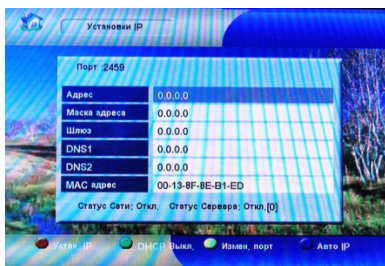 Установки IP
Порт :2459
Адрес 0.0.0.0
Маска адреса 0.0.0.0
Шлюз 0.0.0.0
DNS1 0.0.0.0
DNS2 0.0.0.0
MAC адрес 00-13-8F-8E-B1-ED
Статус Сети: Откл. Статус Сервера: Откл.[0]
Устан. IP DHCP Выкл. Измен. порт Авто IP